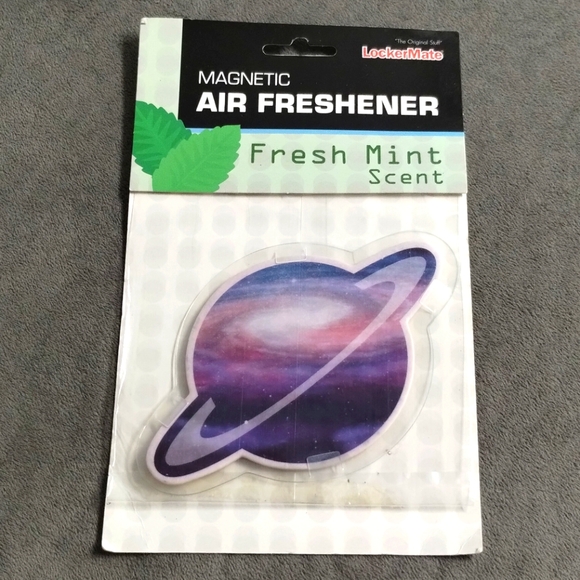 "The Original Stuff"
LockerMate
MAGNETIC
AIR FRESHENER
Fresh Mint
Scent